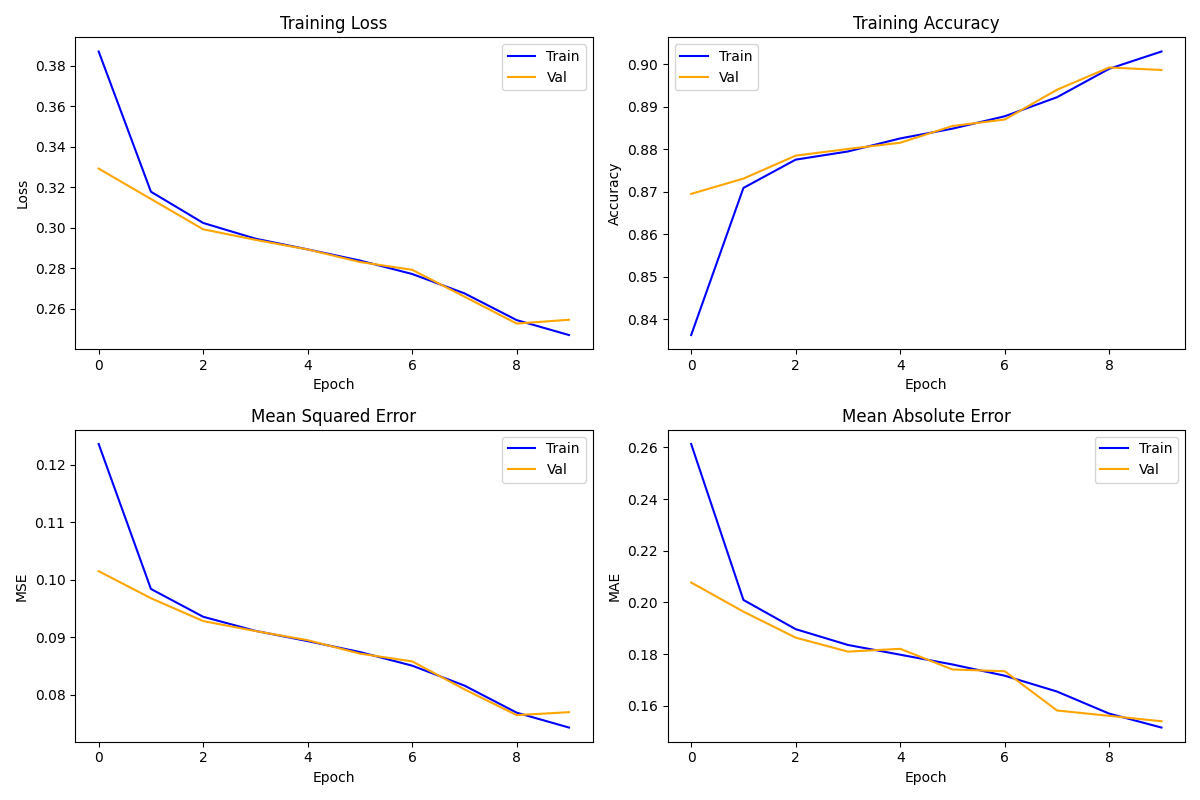 Training Loss
Train
Val
0.38
0.36
0.34
0.32
0.30
0.28
0.26
Loss
0 2 4 6 8
Epoch
Training Accuracy
Train
Val
0.90
0.89
0.88
0.87
0.86
0.85
0.84
Accuracy
0 2 4 6 8
Epoch
Mean Squared Error
Train
Val
0.12
0.11
0.10
0.09
0.08
MSE
0 2 4 6 8
Epoch
Mean Absolute Error
Train
Val
0.26
0.24
0.22
0.20
0.18
0.16
MAE
0 2 4 6 8
Epoch